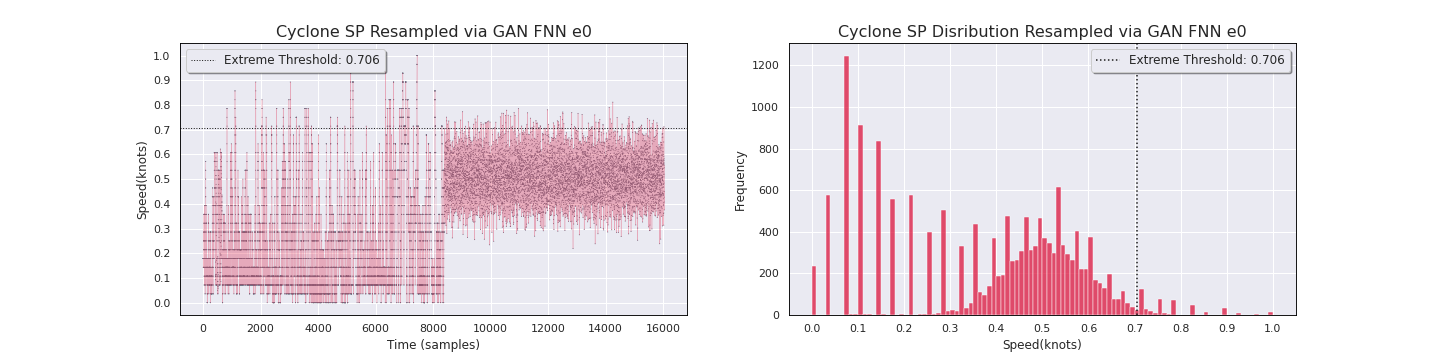 Cyclone SP Resampled via GAN FNN e0
Extreme Threshold: 0.706
1.0
0.9
0.8
0.7
0.6
0.5
0.4
0.3
0.2
0.1
0.0
Speed(knots)
0 2000 4000 6000 8000 10000 12000 14000 16000
Time (samples)
Cyclone SP Disribution Resampled via GAN FNN e0
Extreme Threshold: 0.706
1200
1000
800
600
400
200
0
Frequency
0.0 0.1 0.2 0.3 0.4 0.5 0.6 0.7 0.8 0.9 1.0
Speed(knots)